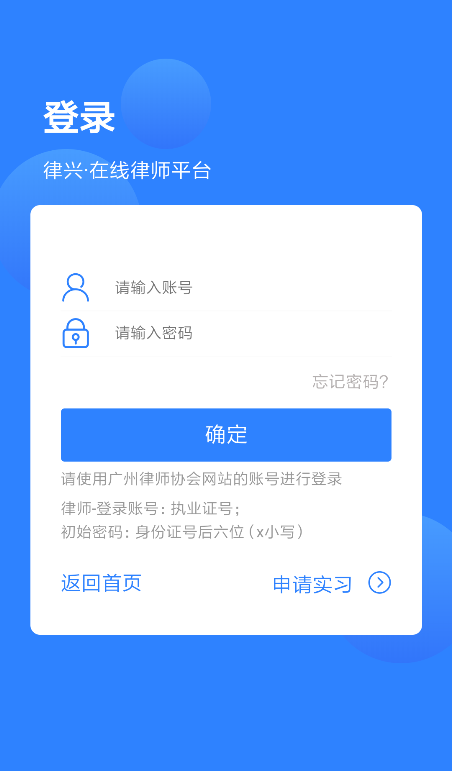 登录
律兴·在线律师平台
请输入账号
请输入密码
忘记密码?
确定
请使用广州律师协会网站的账号进行登录
律师-登录账号: 执业证号;
初始密码: 身份证号后六位 (x小写)
返回首页 申请实习